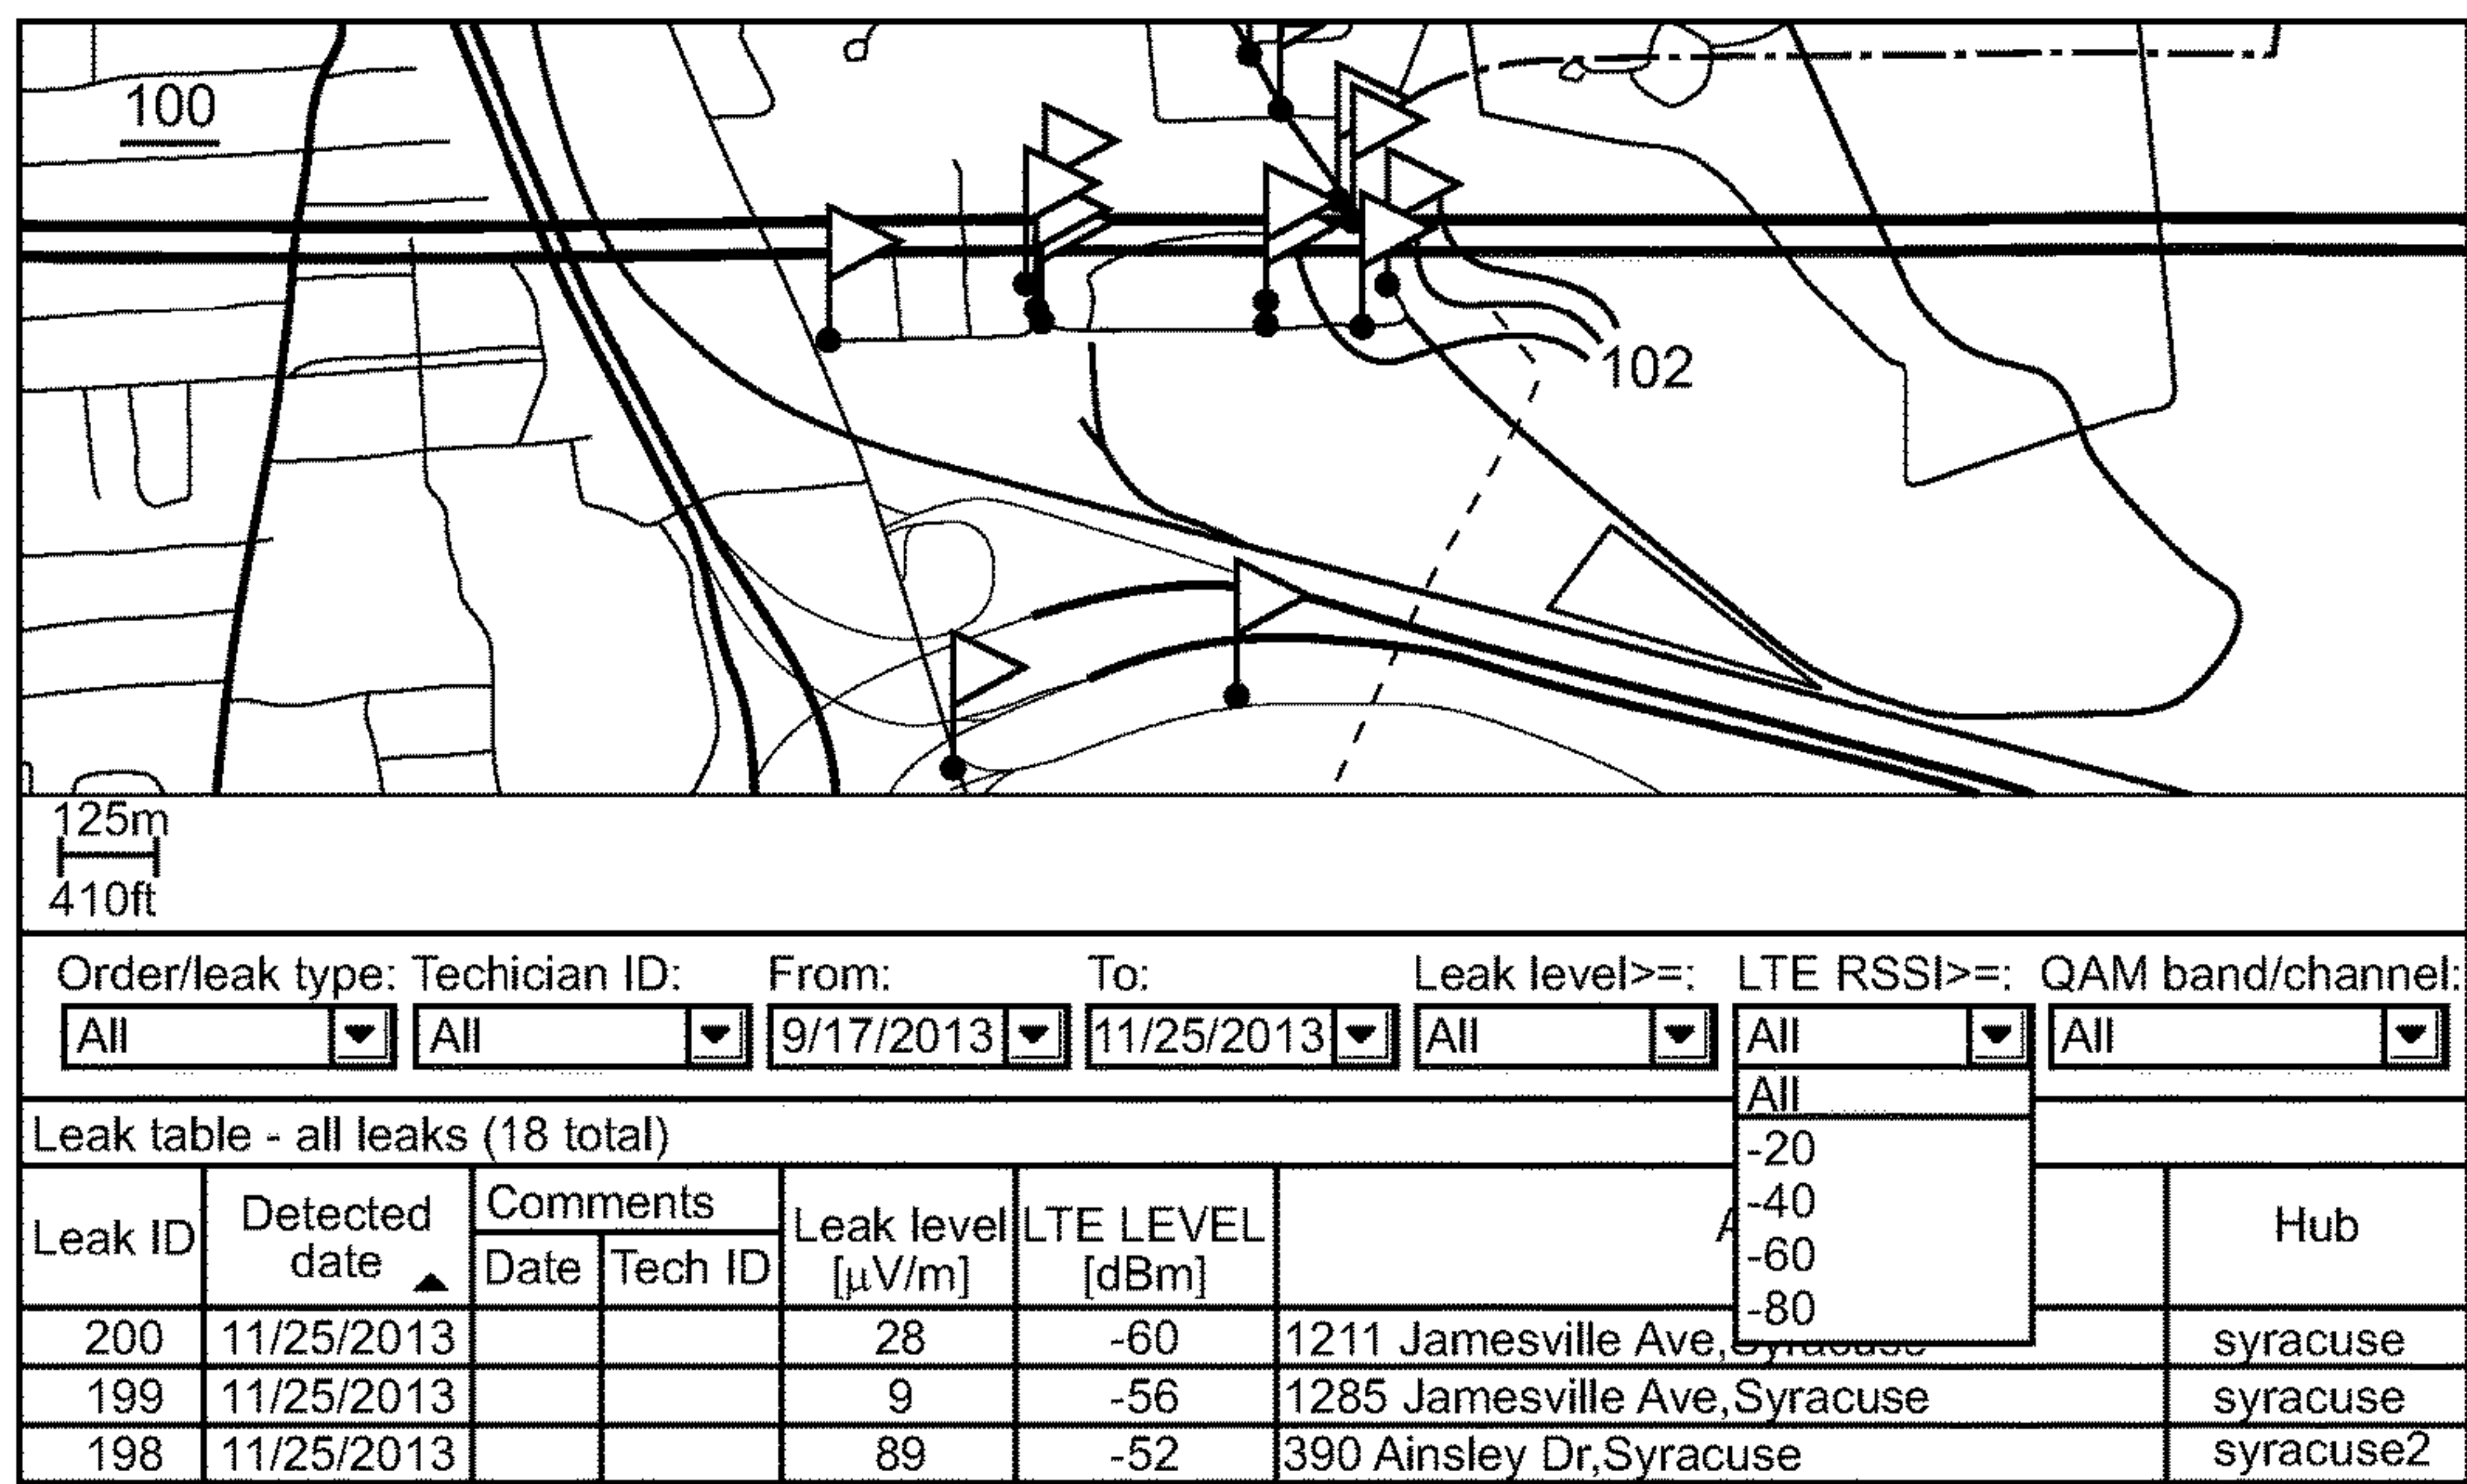 100
102
125m
410ft
Order/leak type: Techician ID: From: To: Leak level>=: LTE RSSI>=: QAM band/channel:
All All 9/17/2013 11/25/2013 All All All
All
-20
-40
-60
-80
Leak table - all leaks (18 total)
Leak ID Detected date Comments Date Tech ID Leak level [μV/m] LTE LEVEL [dBm] Hub
200 11/25/2013 28 -60 1211 Jamesville Ave,Syracuse syracuse
199 11/25/2013 9 -56 1285 Jamesville Ave,Syracuse syracuse
198 11/25/2013 89 -52 390 Ainsley Dr,Syracuse syracuse2